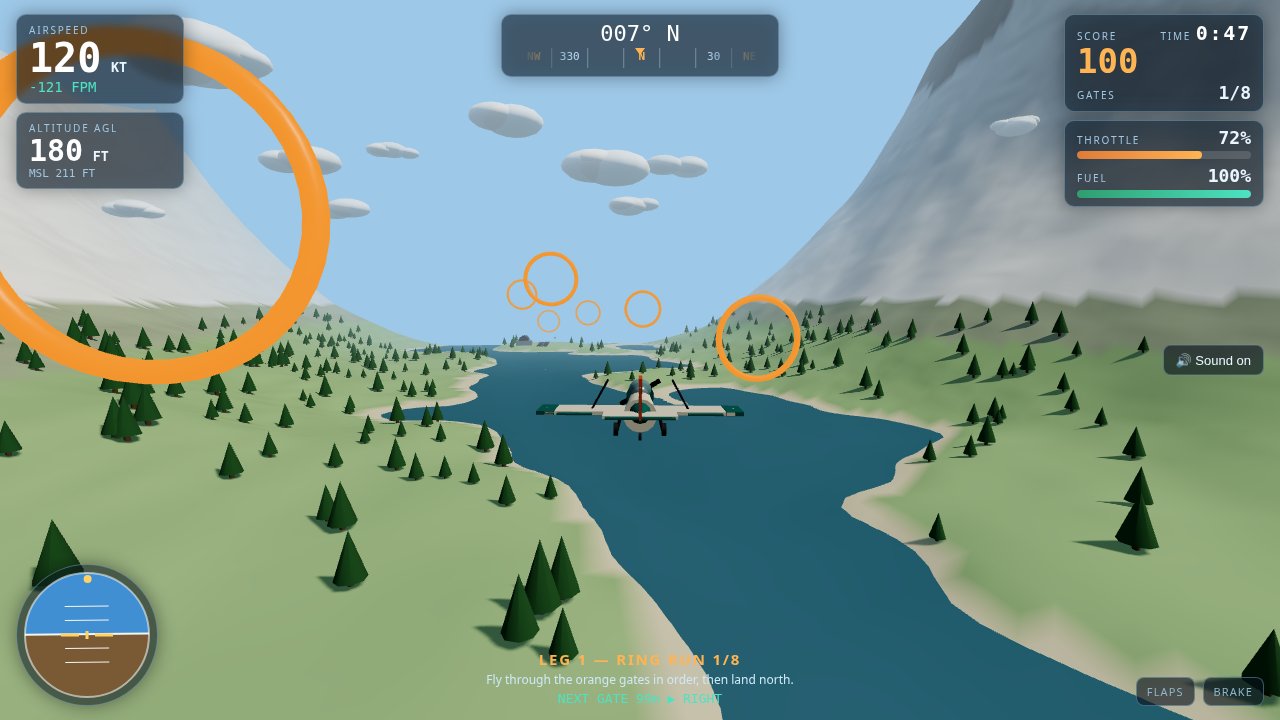 AIRSPEED
120 KT
-121 FPM
ALTITUDE AGL
180 FT
MSL 211 FT
007° N
NW 330 N 30 NE
SCORE TIME 0:47
100
GATES 1/8
THROTTLE 72%
FUEL 100%
🔊 Sound on
LEG 1 — RING RUN 1/8
Fly through the orange gates in order, then land north.
NEXT GATE ▶ RIGHT
FLAPS BRAKE